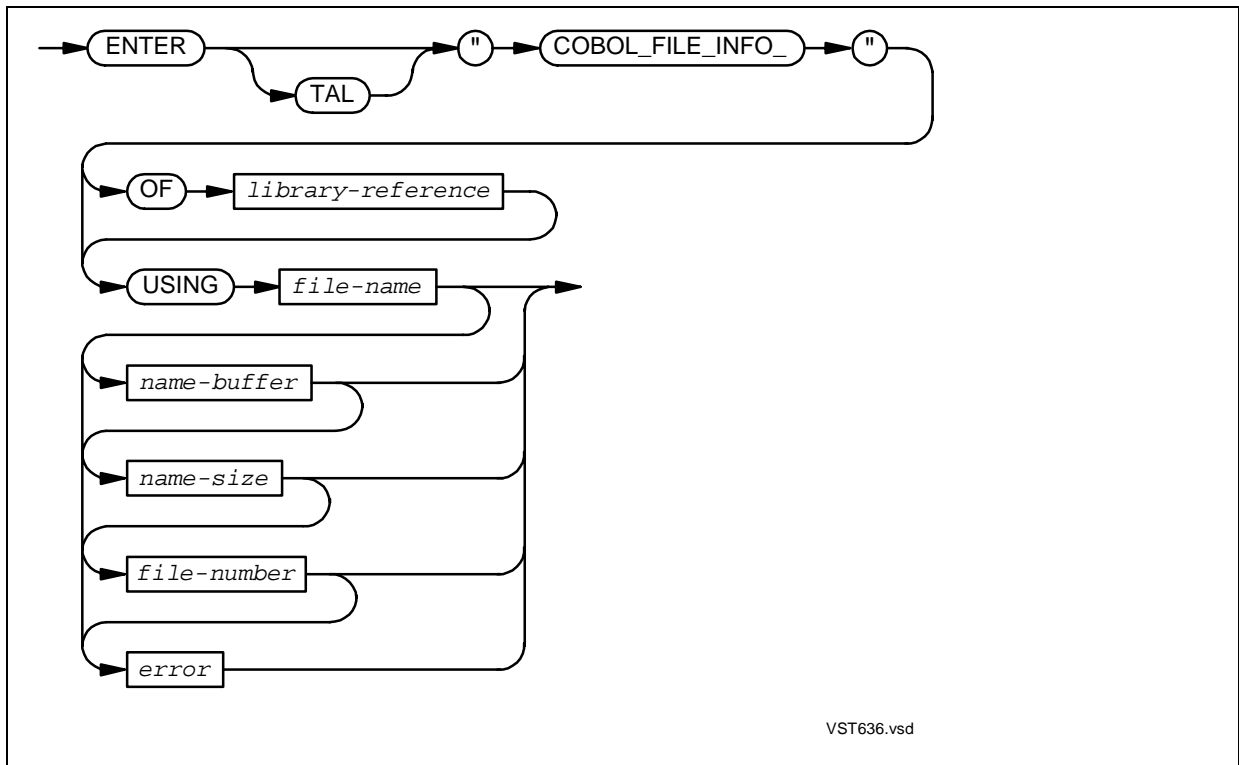 ENTER " COBOL_FILE_INFO_ "
TAL
OF library-reference
USING file-name
name-buffer
name-size
file-number
error
VST636.vsd